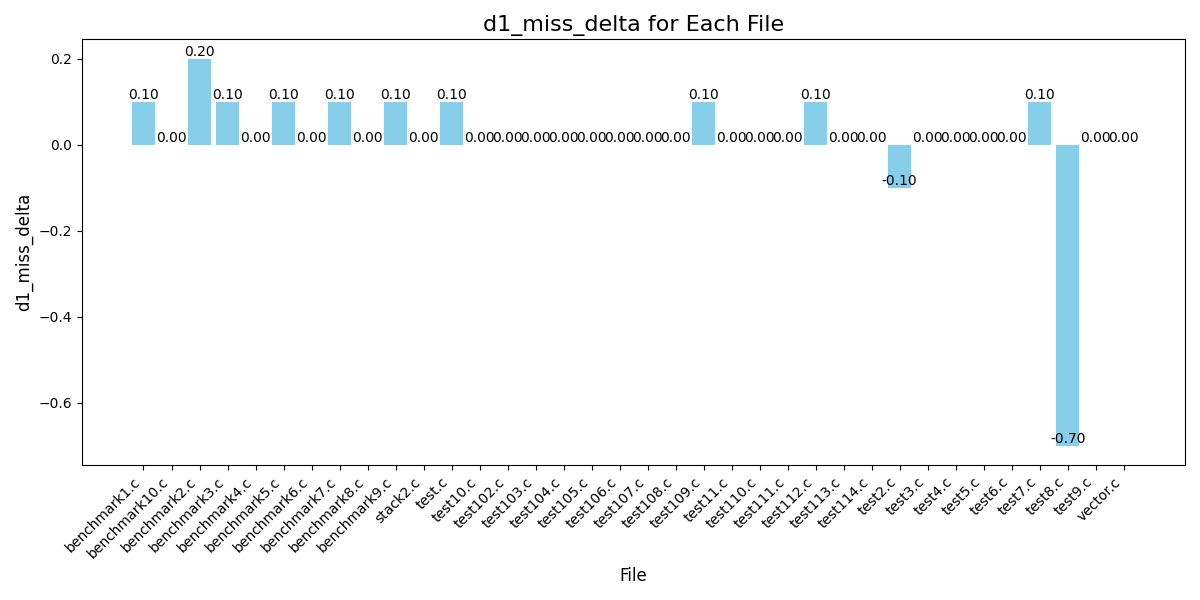 d1_miss_delta for Each File
d1_miss_delta
0.2
0.0
−0.2
−0.4
−0.6
0.10
0.00
0.20
0.10
0.00
0.10
0.00
0.10
0.00
0.10
0.00
0.10
0.00
0.00
0.00
0.00
0.00
0.00
0.00
0.00
0.10
0.00
0.00
0.00
0.10
0.00
0.00
-0.10
0.00
0.00
0.00
0.00
0.10
-0.70
0.00
0.00
benchmark1.c
benchmark10.c
benchmark2.c
benchmark3.c
benchmark4.c
benchmark5.c
benchmark6.c
benchmark7.c
benchmark8.c
benchmark9.c
stack2.c
test.c
test10.c
test102.c
test103.c
test104.c
test105.c
test106.c
test107.c
test108.c
test109.c
test11.c
test110.c
test111.c
test112.c
test113.c
test114.c
test2.c
test3.c
test4.c
test5.c
test6.c
test7.c
test8.c
test9.c
vector.c
File